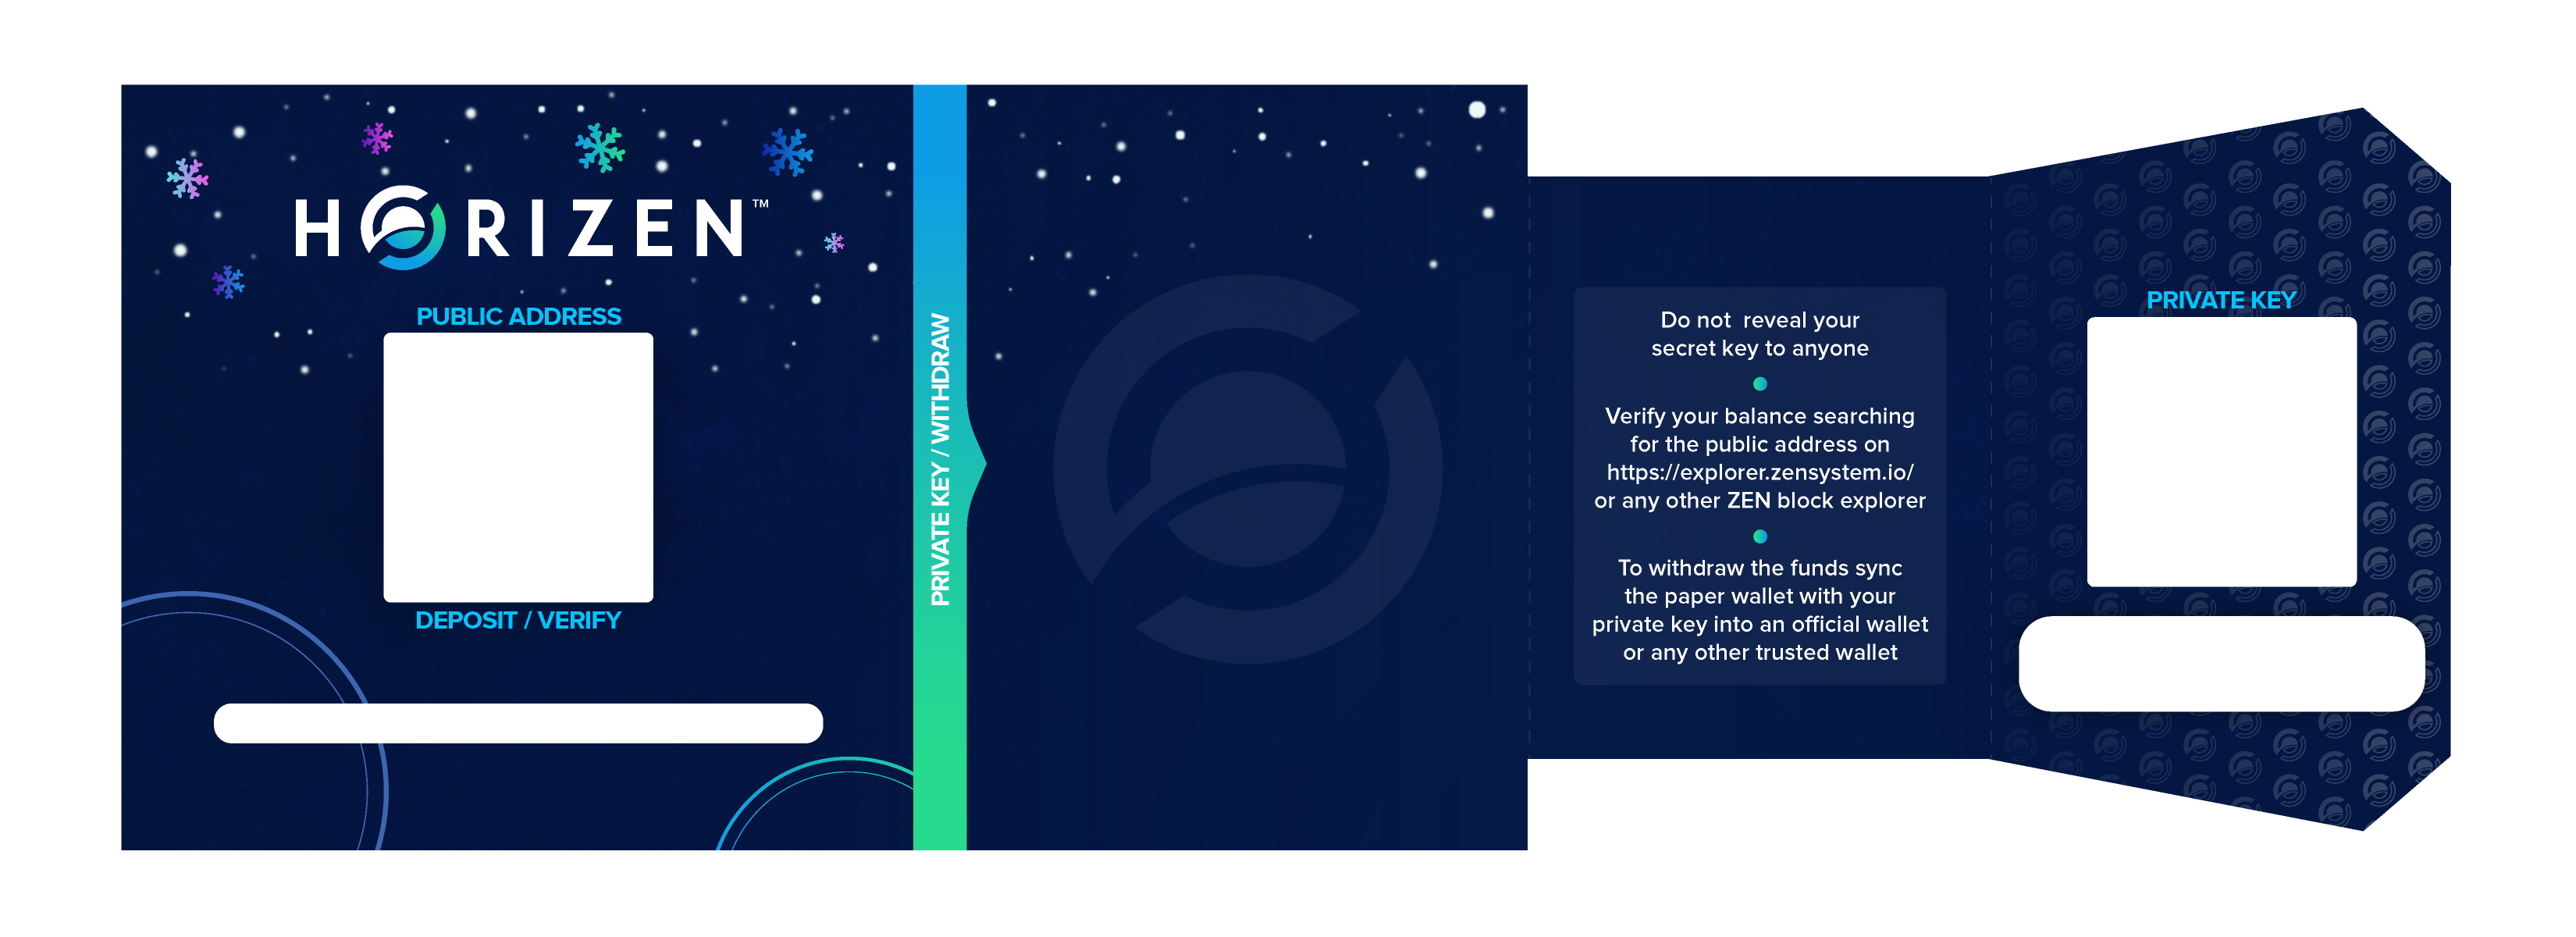 HORIZEN™
PUBLIC ADDRESS
DEPOSIT / VERIFY
PRIVATE KEY / WITHDRAW
Do not  reveal your
secret key to anyone
Verify your balance searching
for the public address on
https://explorer.zensystem.io/
or any other ZEN block explorer
To withdraw the funds sync
the paper wallet with your
private key into an official wallet
or any other trusted wallet
PRIVATE KEY